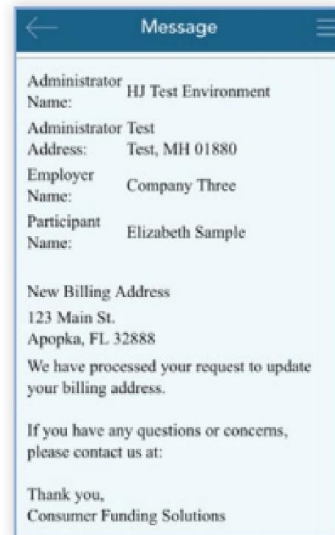 Message
Administrator Name: HJ Test Environment
Administrator Address: Test Test, MH 01880
Employer Name: Company Three
Participant Name: Elizabeth Sample
New Billing Address
123 Main St.
Apopka, FL 32888
We have processed your request to update
your billing address.
If you have any questions or concerns,
please contact us at:
Thank you,
Consumer Funding Solutions